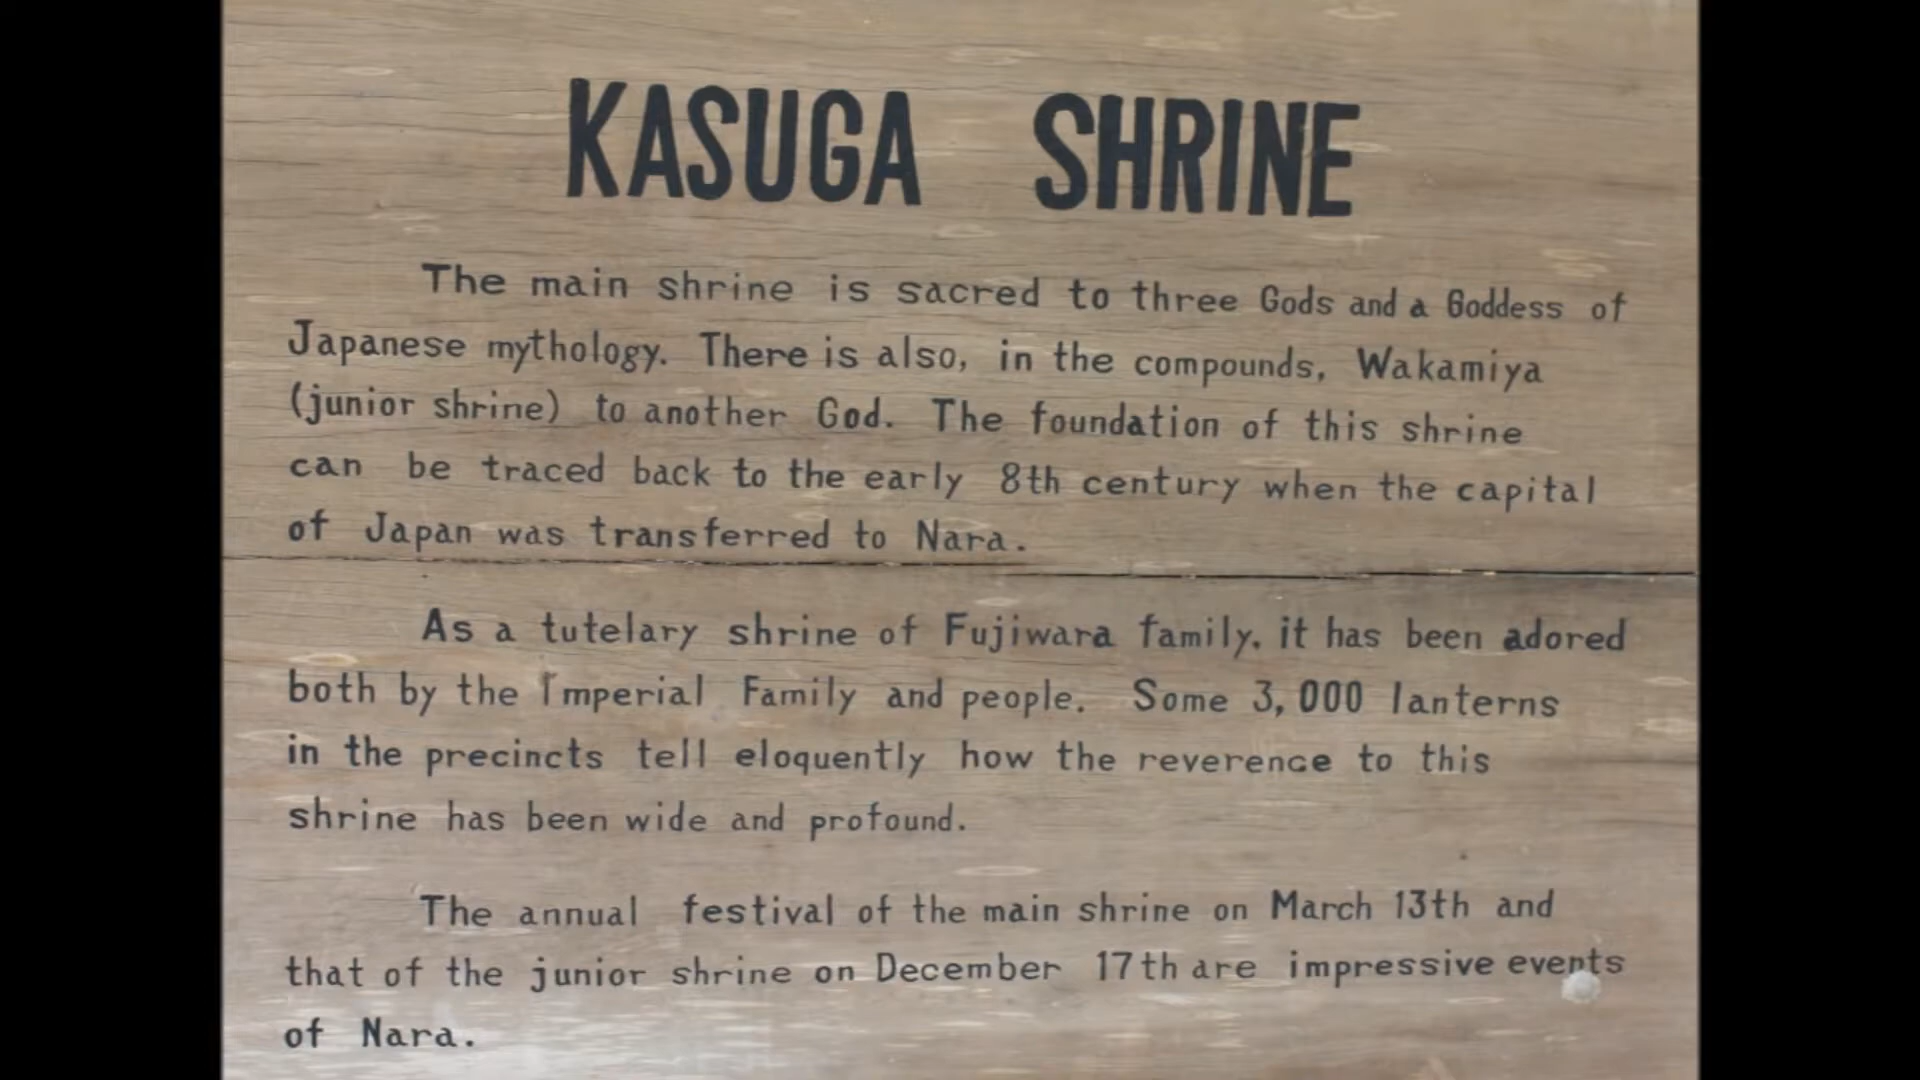 KASUGA SHRINE
The main shrine is sacred to three Gods and a Goddess of
Japanese mythology. There is also, in the compounds, Wakamiya
(junior shrine) to another God. The foundation of this shrine
can be traced back to the early 8th century when the capital
of Japan was transferred to Nara.
As a tutelary shrine of Fujiwara family. it has been adored
both by the Imperial Family and people. Some 3,000 lanterns
in the precincts tell eloquently how the reverence to this
shrine has been wide and profound.
The annual festival of the main shrine on March 13th and
that of the junior shrine on December 17th are impressive events
of Nara.